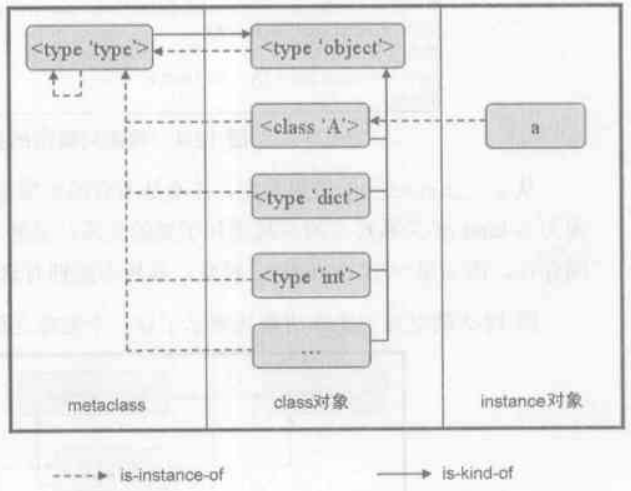 <type 'type'>
<type 'object'>
<class 'A'>
a
<type 'dict'>
<type 'int'>
...
metaclass
class对象
instance对象
is-instance-of
is-kind-of